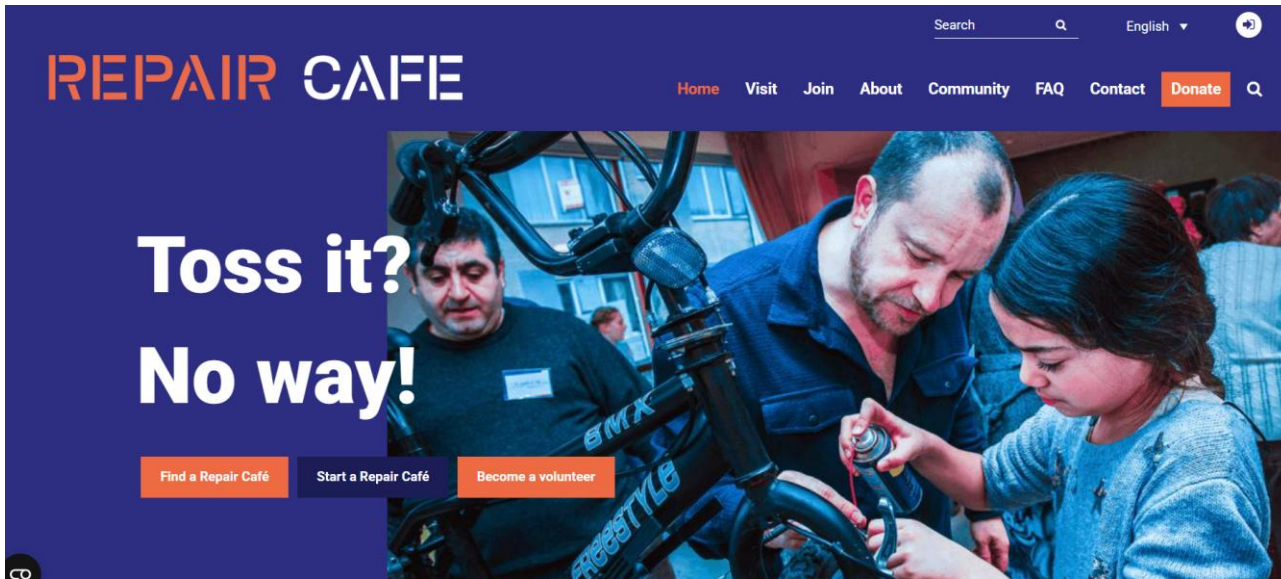 Search
English
REPAIR CAFE
Home Visit Join About Community FAQ Contact Donate
Toss it?
No way!
BMX
FREESTYLE
Find a Repair Café Start a Repair Café Become a volunteer